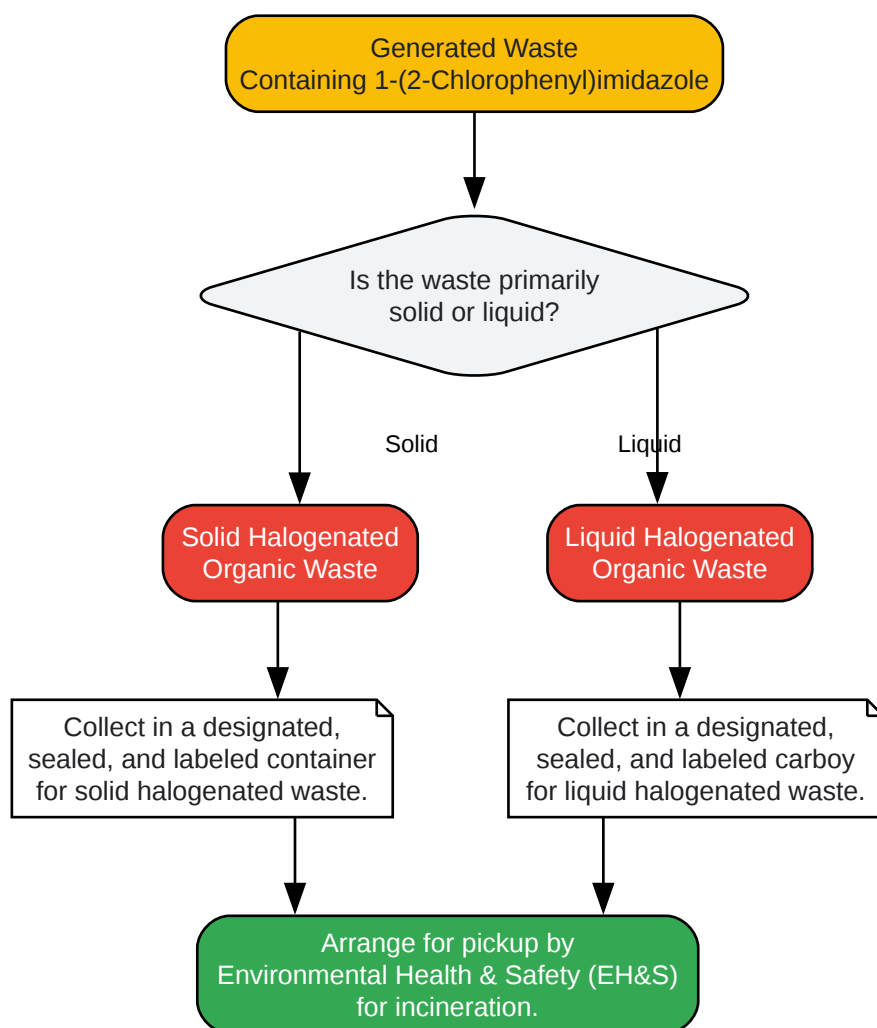 Generated Waste
Containing 1-(2-Chlorophenyl)imidazole
Is the waste primarily
solid or liquid?
Solid
Liquid
Solid Halogenated
Organic Waste
Liquid Halogenated
Organic Waste
Collect in a designated,
sealed, and labeled container
for solid halogenated waste.
Collect in a designated,
sealed, and labeled carboy
for liquid halogenated waste.
Arrange for pickup by
Environmental Health & Safety (EH&S)
for incineration.